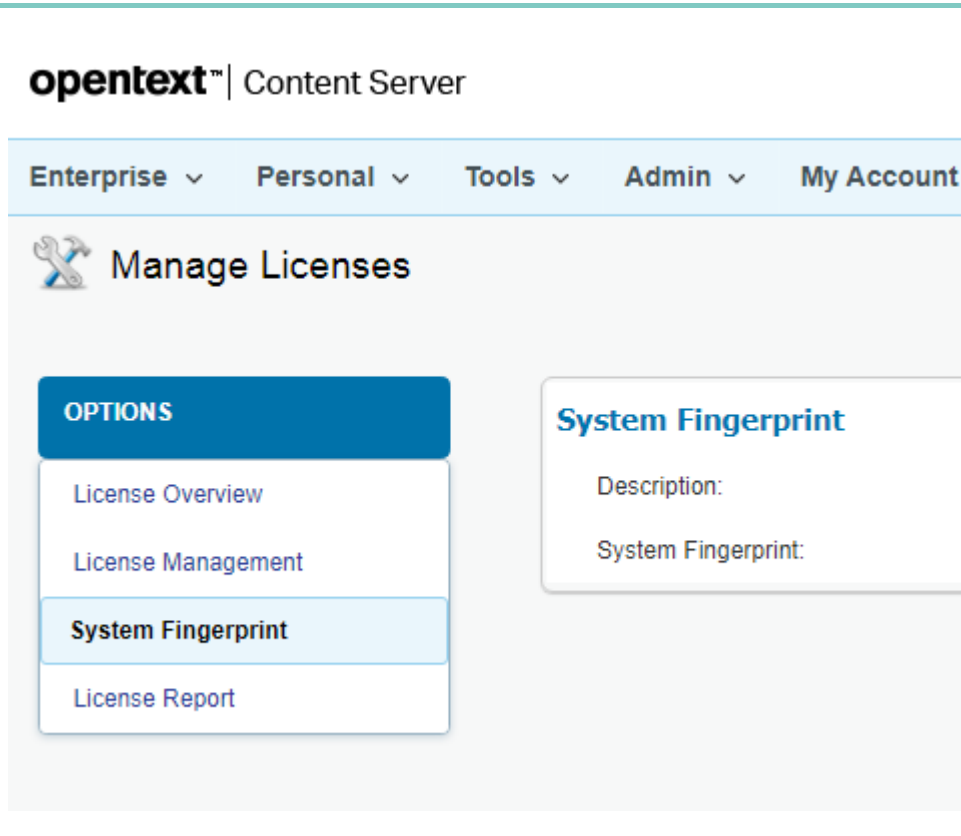 opentext™ | Content Server
Enterprise Personal Tools Admin My Account
Manage Licenses
OPTIONS
License Overview
License Management
System Fingerprint
License Report
System Fingerprint
Description:
System Fingerprint: